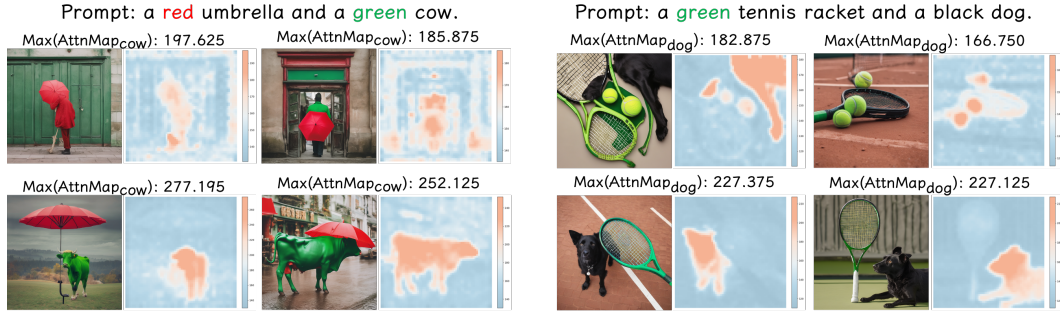 Prompt: a red umbrella and a green cow.
Max(AttnMapcow): 197.625
Max(AttnMapcow): 185.875
Max(AttnMapcow): 277.195
Max(AttnMapcow): 252.125
Prompt: a green tennis racket and a black dog.
Max(AttnMapdog): 182.875
Max(AttnMapdog): 166.750
Max(AttnMapdog): 227.375
Max(AttnMapdog): 227.125